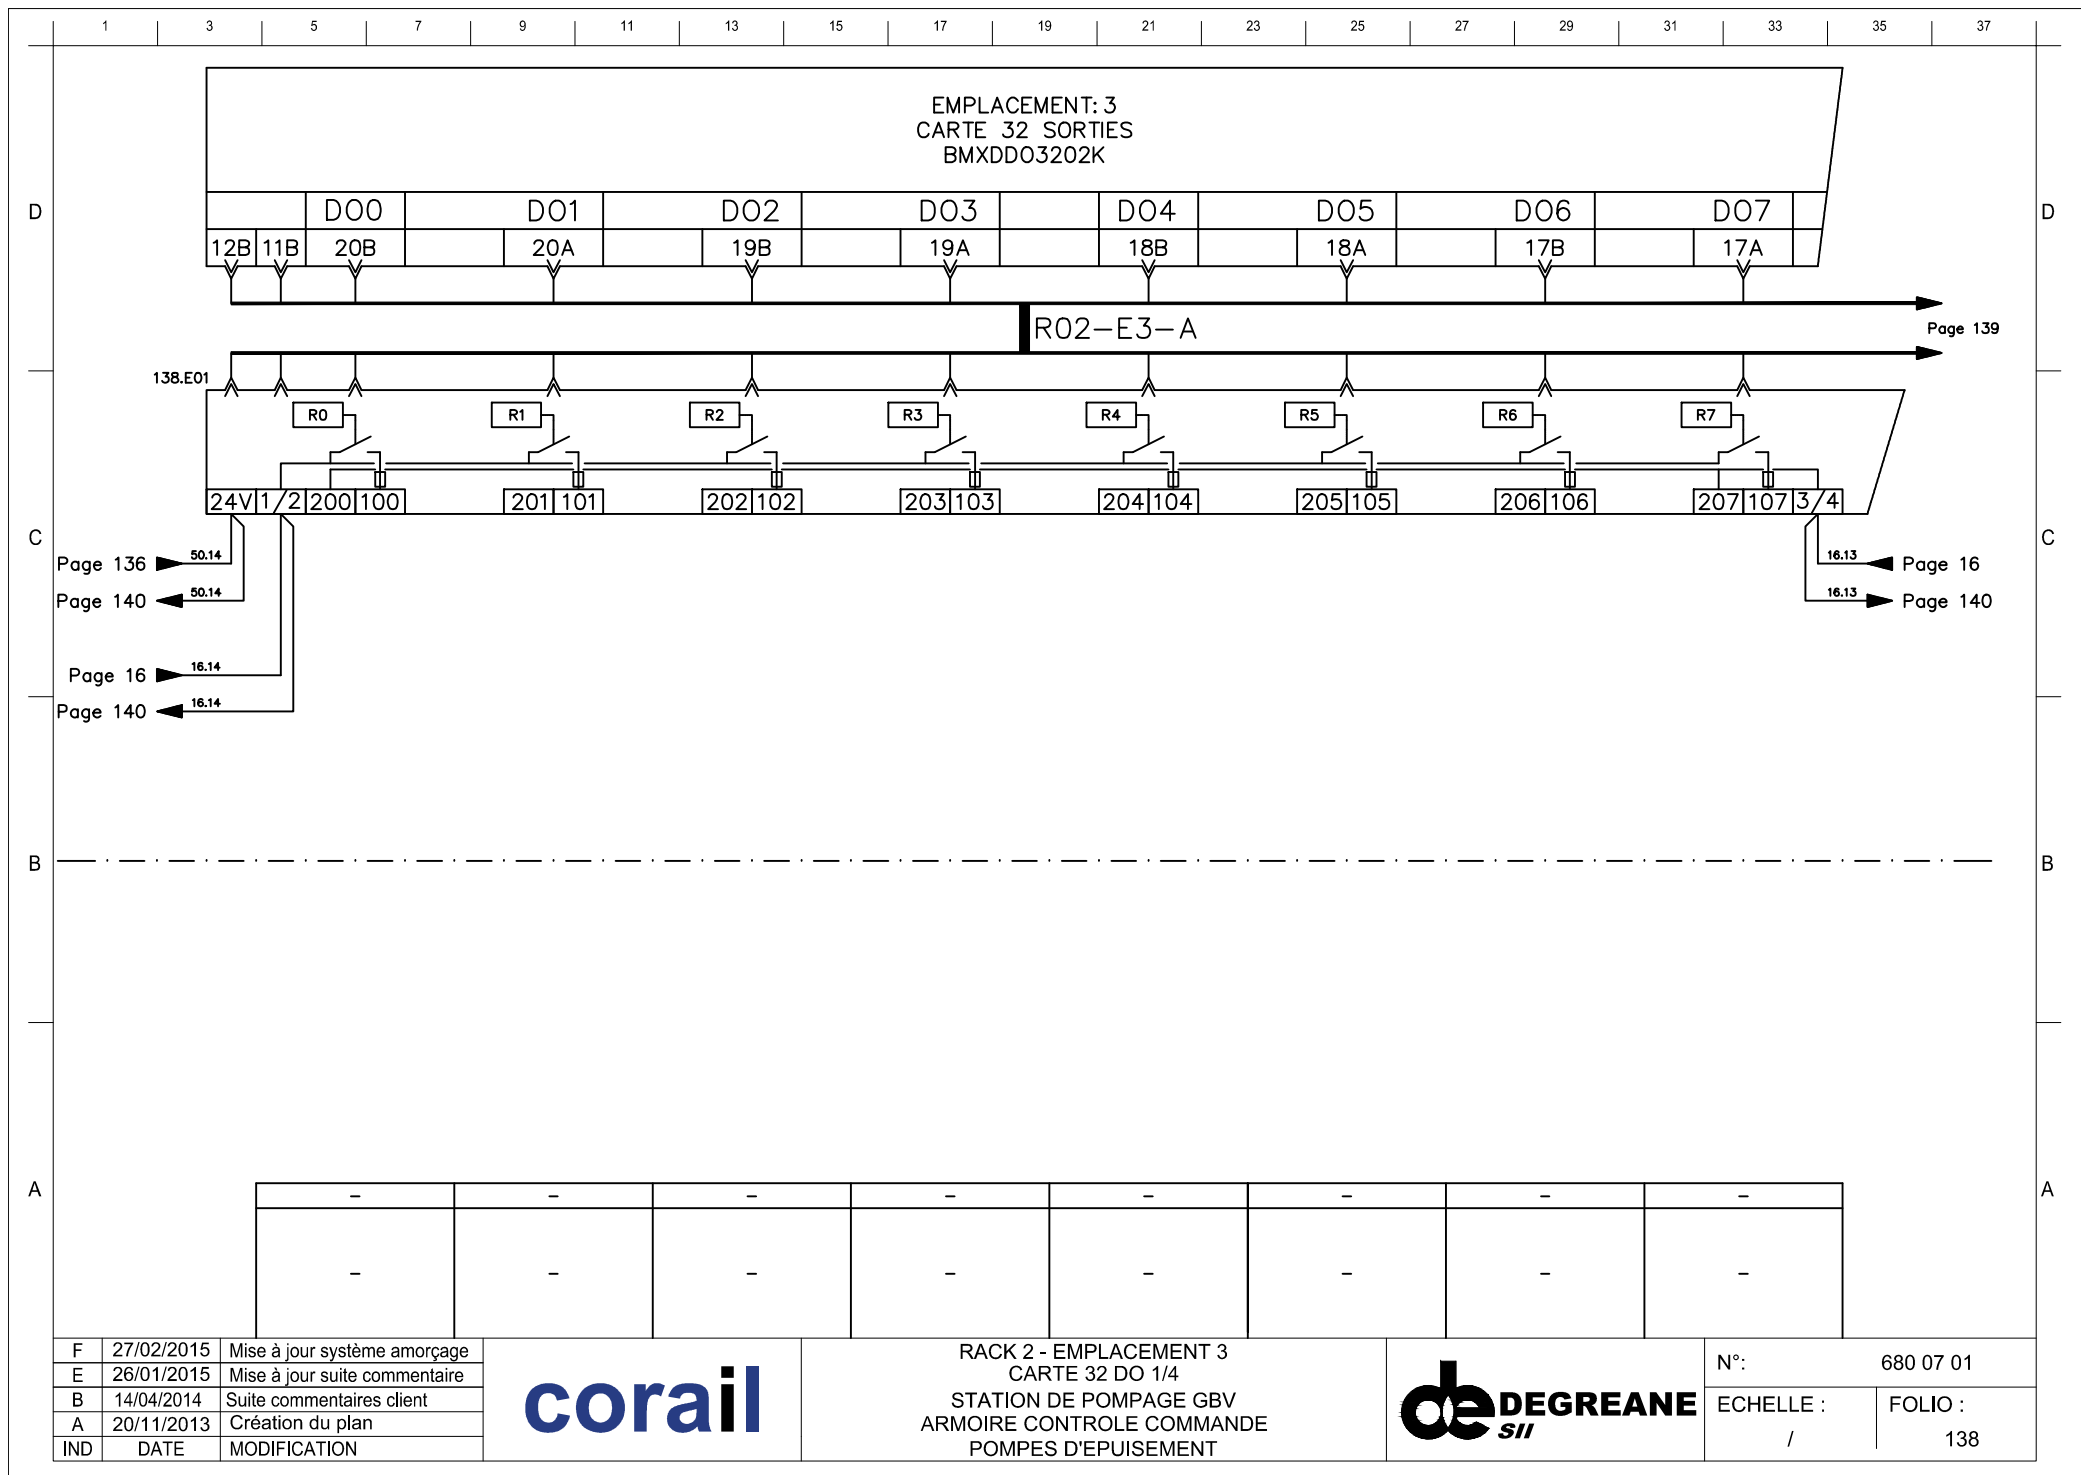 1 3 5 7 9 11 13 15 17 19 21 23 25 27 29 31 33 35 37
EMPLACEMENT: 3
CARTE 32 SORTIES
BMXDDO3202K
D DO0 DO1 DO2 DO3 DO4 DO5 DO6 DO7 D
12B 11B 20B 20A 19B 19A 18B 18A 17B 17A
R02-E3-A
Page 139
138.E01
R0 R1 R2 R3 R4 R5 R6 R7
24V 1/2 200 100 201 101 202 102 203 103 204 104 205 105 206 106 207 107 3/4
C C
Page 136 50.14 16.13 Page 16
Page 140 50.14 16.13 Page 140
Page 16 16.14
Page 140 16.14
B B
A - - - - - - - - A
- - - - - - - -
F 27/02/2015 Mise à jour système amorçage
E 26/01/2015 Mise à jour suite commentaire
B 14/04/2014 Suite commentaires client
A 20/11/2013 Création du plan
IND DATE MODIFICATION
corail
RACK 2 - EMPLACEMENT 3
CARTE 32 DO 1/4
STATION DE POMPAGE GBV
ARMOIRE CONTROLE COMMANDE
POMPES D'EPUISEMENT
de DEGREANE
SII
N°: 680 07 01
ECHELLE : FOLIO :
/ 138